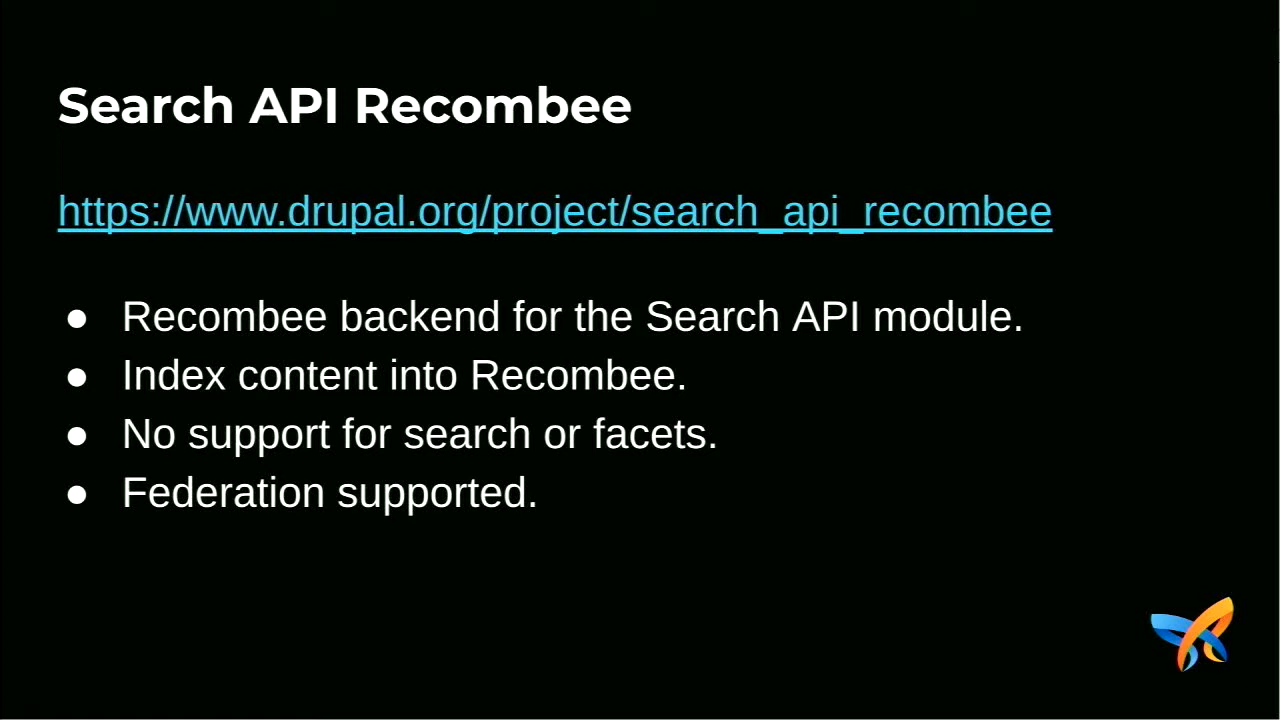 Search API Recombee
https://www.drupal.org/project/search_api_recombee
● Recombee backend for the Search API module.
● Index content into Recombee.
● No support for search or facets.
● Federation supported.